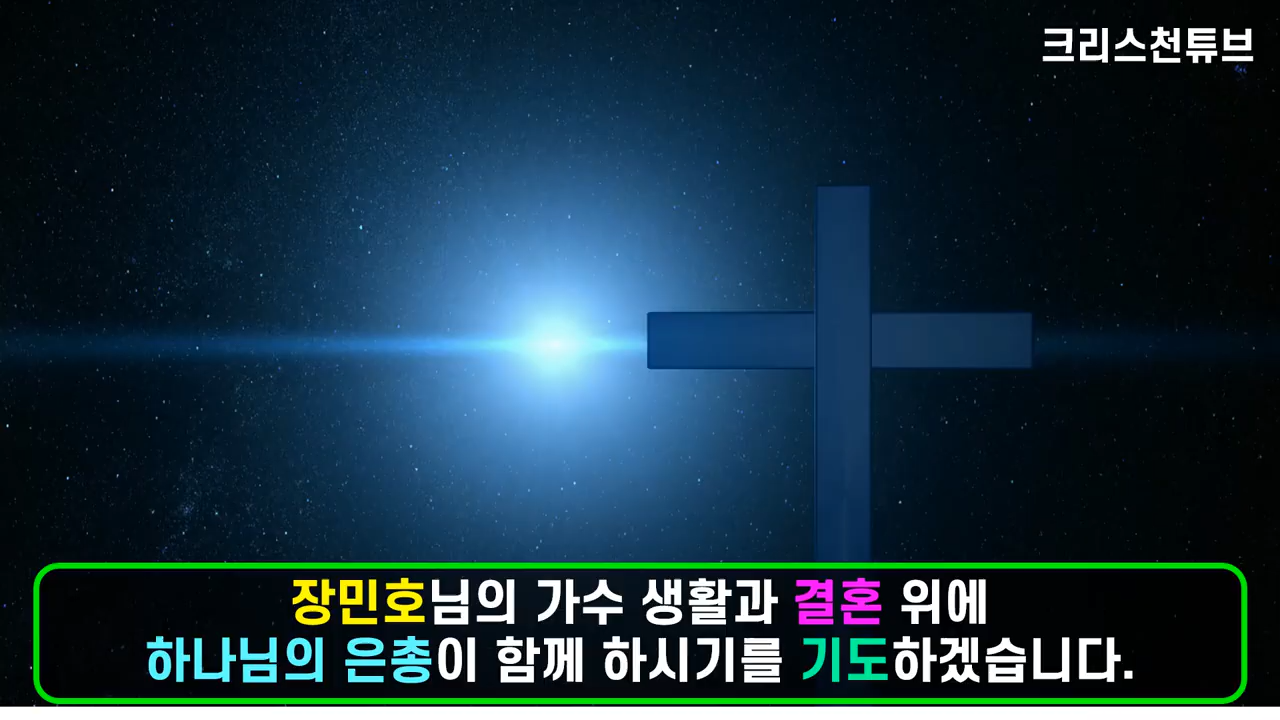 크리스천튜브
장민호님의 가수 생활과 결혼 위에
하나님의 은총이 함께 하시기를 기도하겠습니다.